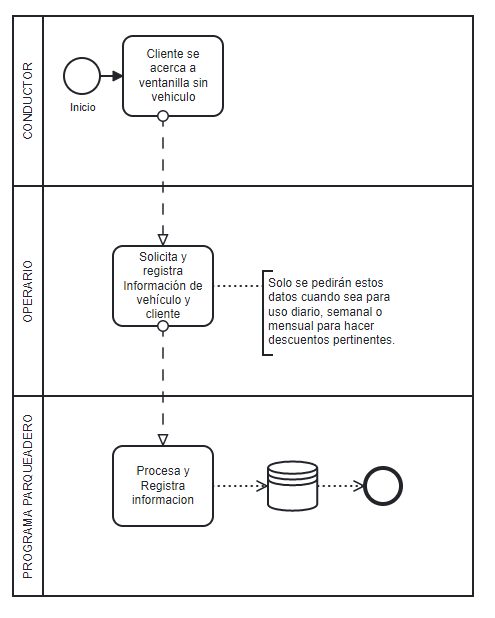 CONDUCTOR
Cliente se
acerca a
ventanilla sin
vehiculo
Inicio
OPERARIO
Solicita y
registra
Información de
vehículo y
cliente
Solo se pedirán estos
datos cuando sea para
uso diario, semanal o
mensual para hacer
descuentos pertinentes.
PROGRAMA PARQUEADERO
Procesa y
Registra
informacion